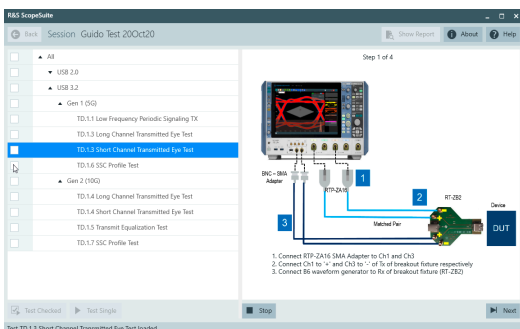 R&S ScopeSuite
Back Session Guido Test 20Oct20 Show Report About Help
All
USB 2.0
USB 3.2
Gen 1 (5G)
TD.1.1 Low Frequency Periodic Signaling TX
TD.1.3 Long Channel Transmitted Eye Test
TD.1.3 Short Channel Transmitted Eye Test
TD.1.6 SSC Profile Test
Gen 2 (10G)
TD.1.4 Long Channel Transmitted Eye Test
TD.1.4 Short Channel Transmitted Eye Test
TD.1.5 Transmit Equalization Test
TD.1.7 SSC Profile Test
Step 1 of 4
BNC – SMA
Adapter
RTP-ZA16
1
2
RT-ZB2
Device
3
Matched Pair
DUT
1. Connect RTP-ZA16 SMA Adapter to Ch1 and Ch3
2. Connect Ch1 to '+' and Ch3 to '-' of Tx of breakout fixture respectively
3. Connect B6 waveform generator to Rx of breakout fixture (RT-ZB2)
Test Checked Test Single Stop Next
Test TD.1.3 Short Channel Transmitted Eye Test loaded